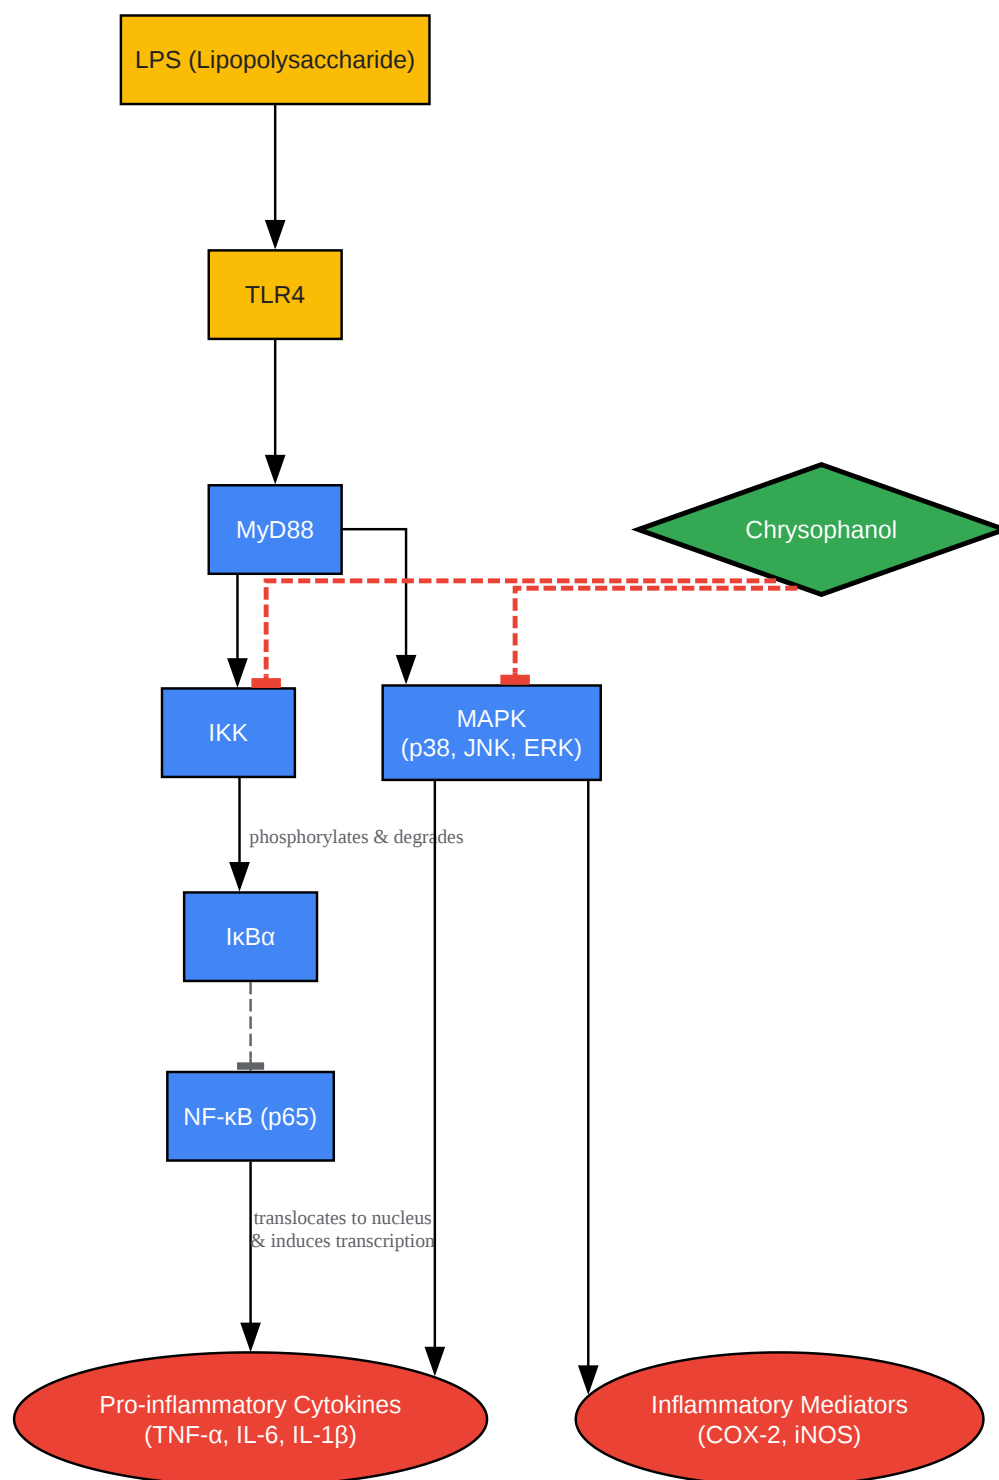 LPS (Lipopolysaccharide)
TLR4
MyD88
Chrysophanol
IKK
MAPK
(p38, JNK, ERK)
phosphorylates & degrades
IκBα
NF-κB (p65)
translocates to nucleus
& induces transcription
Pro-inflammatory Cytokines
(TNF-α, IL-6, IL-1β)
Inflammatory Mediators
(COX-2, iNOS)